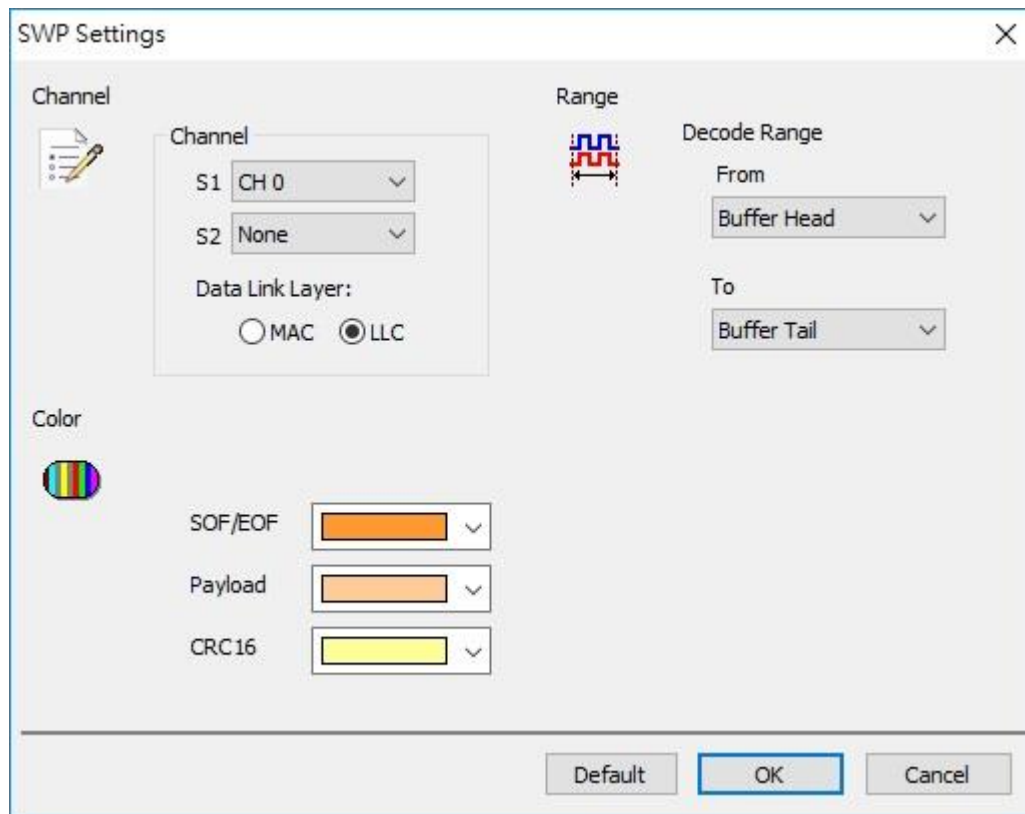 SWP Settings
Channel
Channel
S1 CH 0
S2 None
Data Link Layer:
MAC LLC
Range
Decode Range
From
Buffer Head
To
Buffer Tail
Color
SOF/EOF
Payload
CRC16
Default OK Cancel